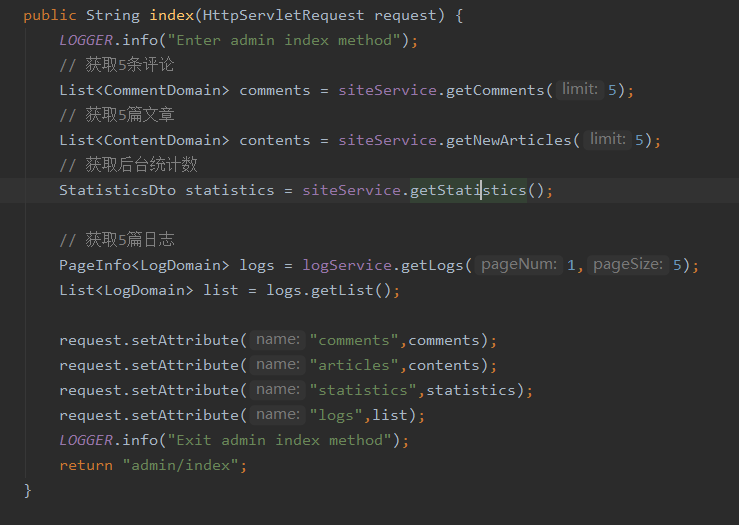 public String index(HttpServletRequest request) {
LOGGER.info("Enter admin index method");
// 获取5条评论
List<CommentDomain> comments = siteService.getComments( limit: 5);
// 获取5篇文章
List<ContentDomain> contents = siteService.getNewArticles( limit: 5);
// 获取后台统计数
StatisticsDto statistics = siteService.getStatistics();
// 获取5篇日志
PageInfo<LogDomain> logs = logService.getLogs( pageNum: 1, pageSize: 5);
List<LogDomain> list = logs.getList();
request.setAttribute( name: "comments",comments);
request.setAttribute( name: "articles",contents);
request.setAttribute( name: "statistics",statistics);
request.setAttribute( name: "logs",list);
LOGGER.info("Exit admin index method");
return "admin/index";
}